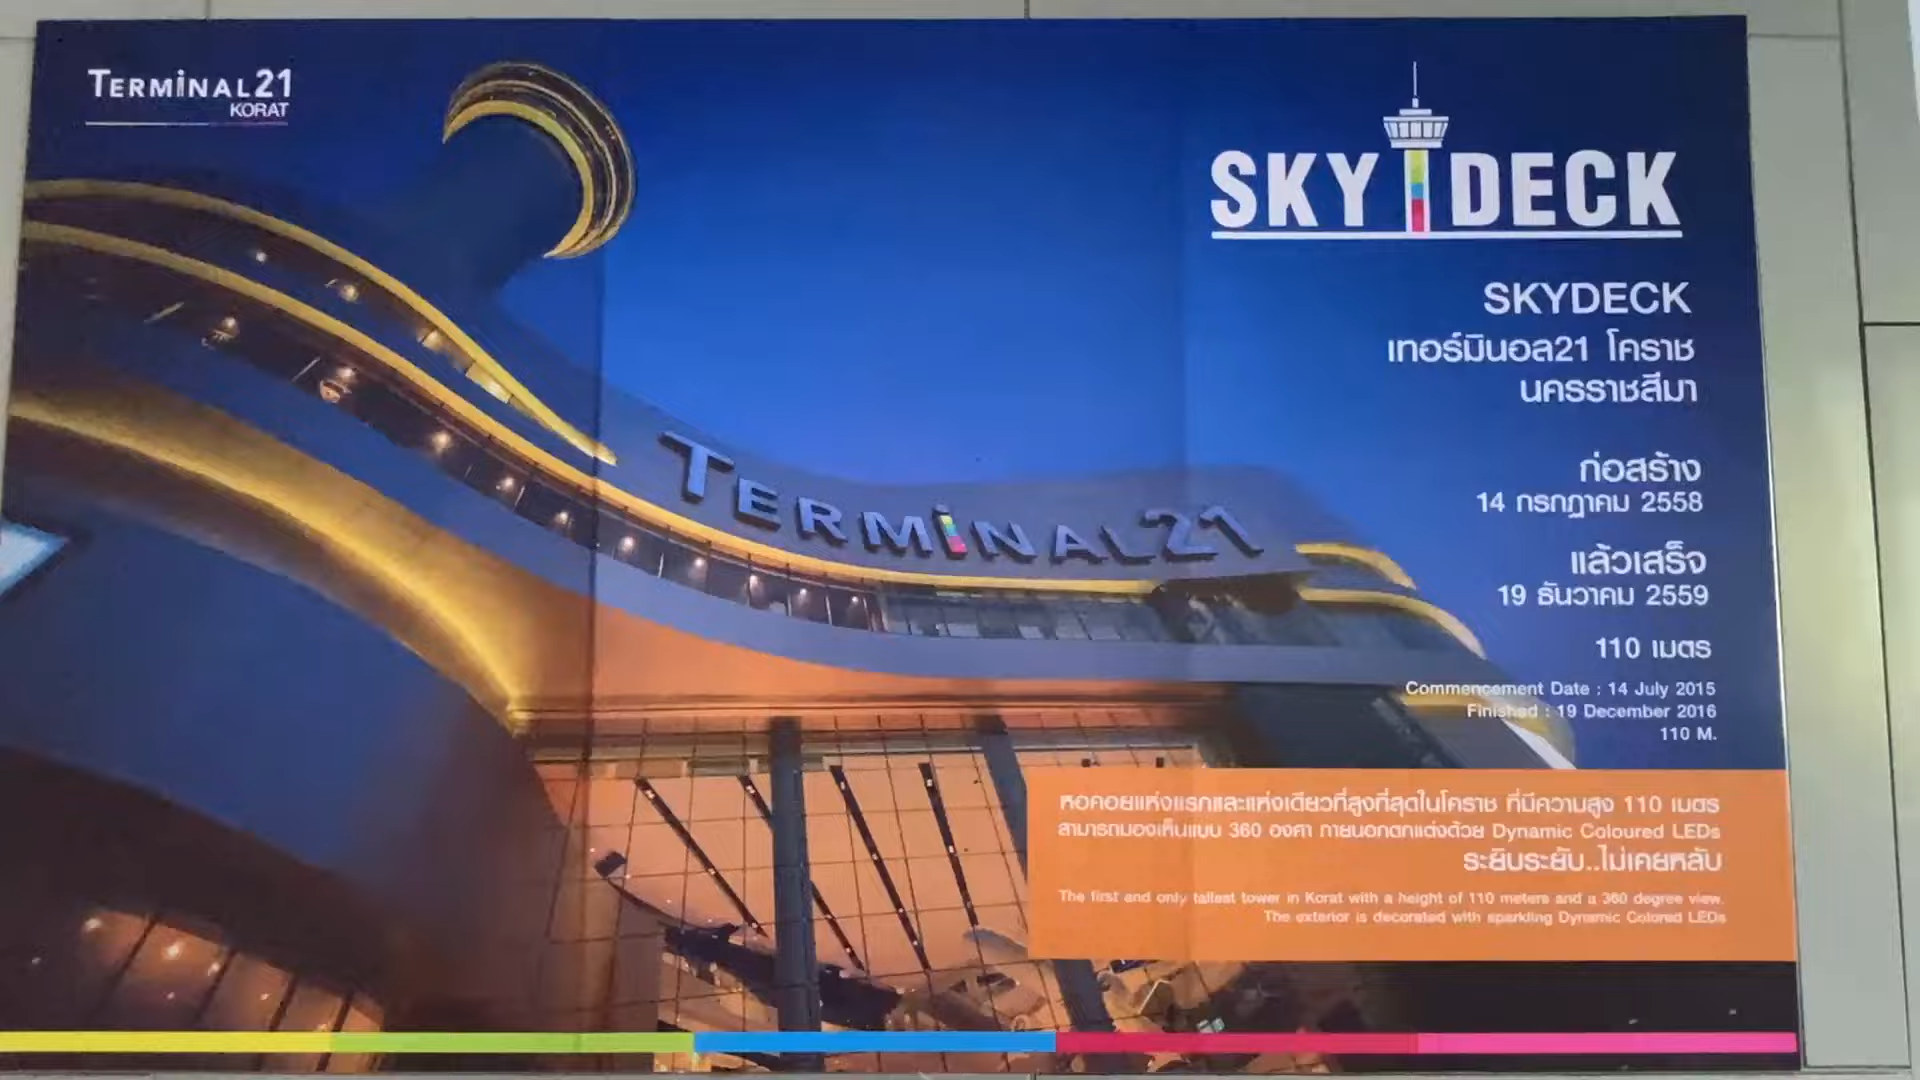 TERMINAL21
KORAT
SKY DECK
SKYDECK
เทอร์มินอล21 โคราช
นครราชสีมา
ก่อสร้าง
14 กรกฎาคม 2558
แล้วเสร็จ
19 ธันวาคม 2559
110 เมตร
Commencement Date : 14 July 2015
Finished : 19 December 2016
110 M.
TERMINAL21
หอคอยแห่งแรกและแห่งเดียวที่สูงที่สุดในโคราช ที่มีความสูง 110 เมตร
สามารถมองเห็นแบบ 360 องศา ภายนอกตกแต่งด้วย Dynamic Coloured LEDs
ระยิบระยับ..ไม่เคยหลับ
The first and only tallest tower in Korat with a height of 110 meters and a 360 degree view.
The exterior is decorated with sparkling Dynamic Colored LEDs